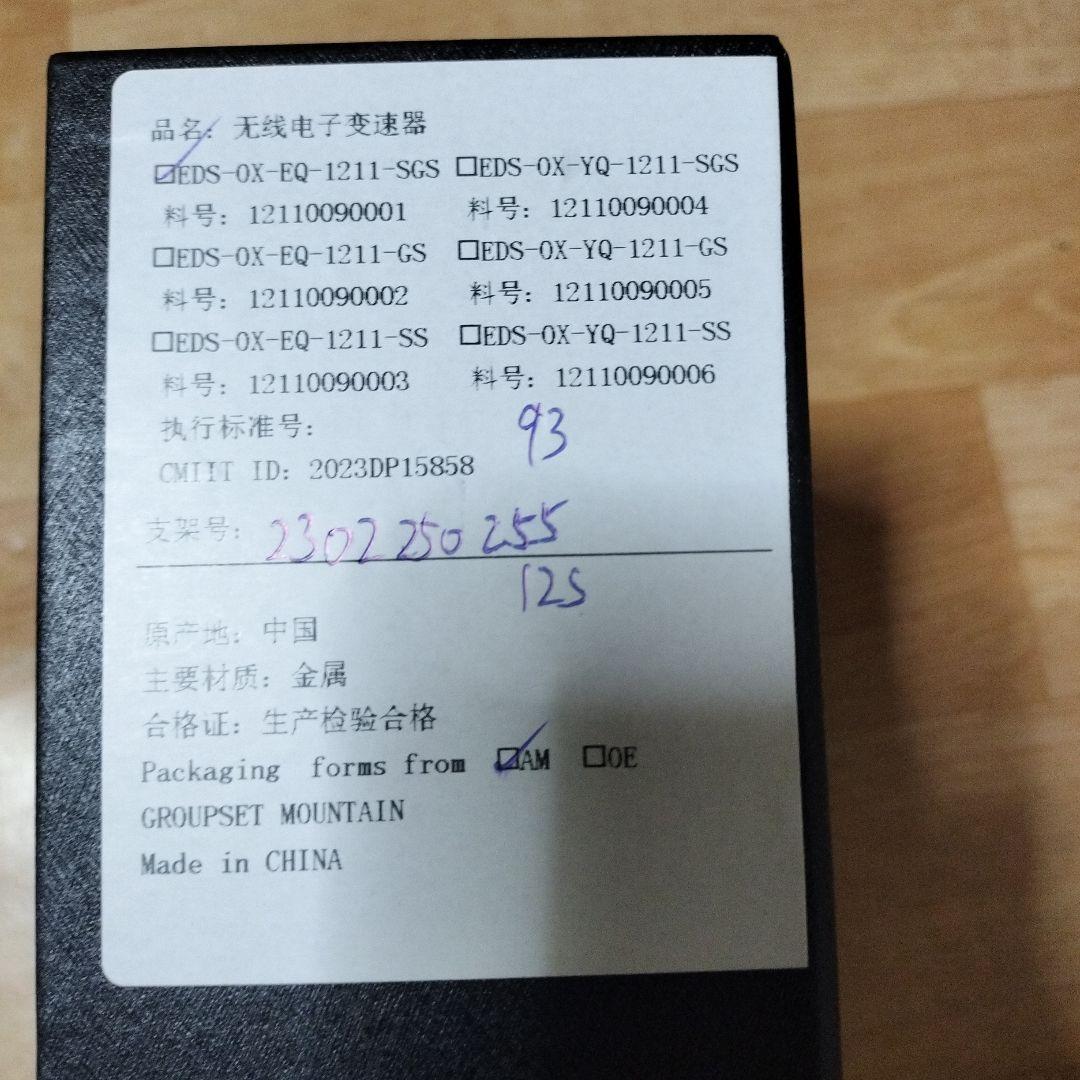 品名：无线电子变速器
☑EDS-OX-EQ-1211-SGS □EDS-OX-YQ-1211-SGS
料号：12110090001 料号：12110090004
□EDS-OX-EQ-1211-GS □EDS-OX-YQ-1211-GS
料号：12110090002 料号：12110090005
□EDS-OX-EQ-1211-SS □EDS-OX-YQ-1211-SS
料号：12110090003 料号：12110090006
执行标准号：
93
CMIIT ID：2023DP15858
支架号：2302 250 255
12S
原产地：中国
主要材质：金属
合格证：生产检验合格
Packaging forms from ☑AM □OE
GROUPSET MOUNTAIN
Made in CHINA